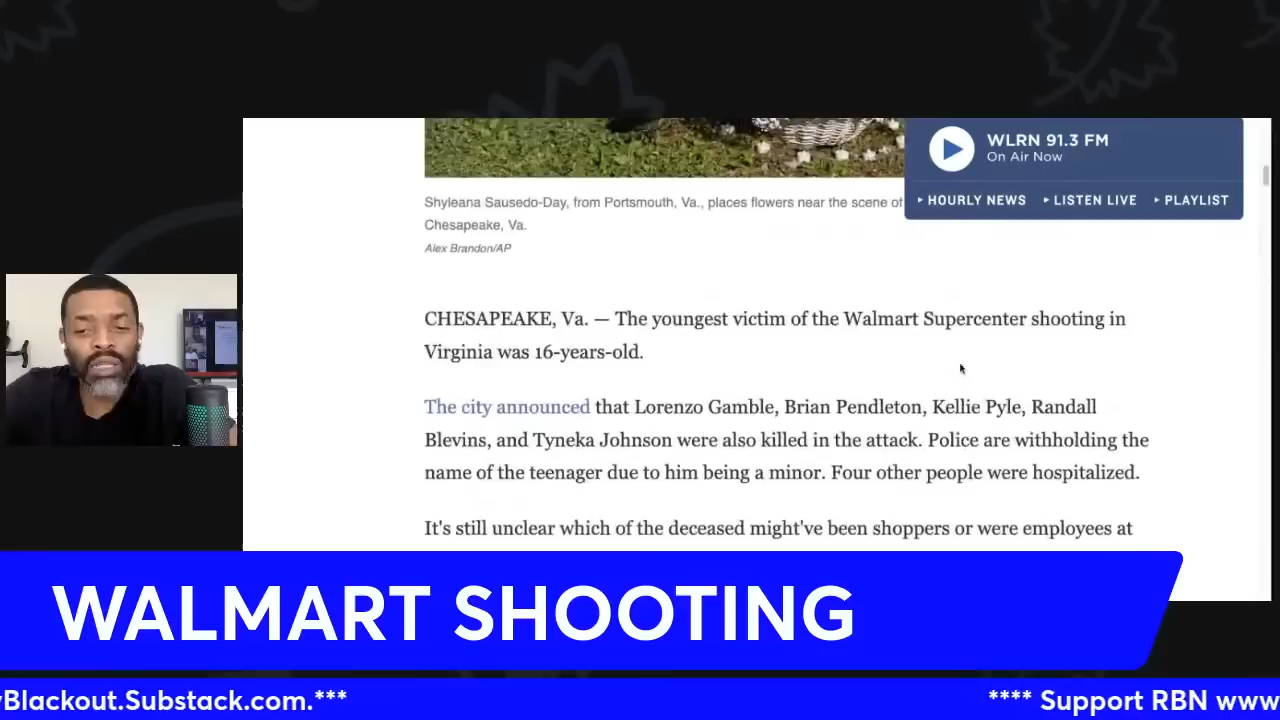 WLRN 91.3 FM
On Air Now
HOURLY NEWS
LISTEN LIVE
PLAYLIST
Shyleana Sausedo-Day, from Portsmouth, Va., places flowers near the scene of
Chesapeake, Va.
Alex Brandon/AP
CHESAPEAKE, Va. — The youngest victim of the Walmart Supercenter shooting in
Virginia was 16-years-old.
The city announced that Lorenzo Gamble, Brian Pendleton, Kellie Pyle, Randall
Blevins, and Tyneka Johnson were also killed in the attack. Police are withholding the
name of the teenager due to him being a minor. Four other people were hospitalized.
It's still unclear which of the deceased might've been shoppers or were employees at
WALMART SHOOTING
yBlackout.Substack.com.*** **** Support RBN www